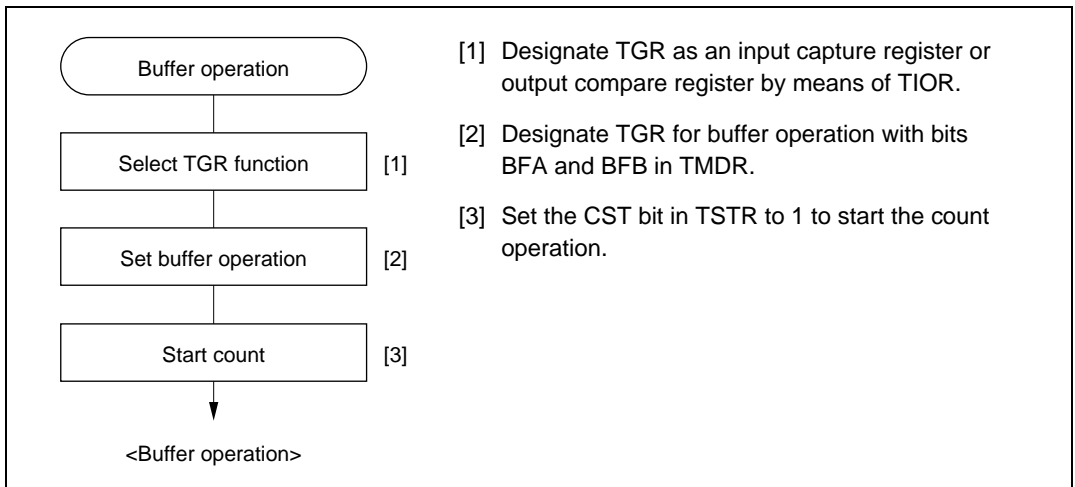 Buffer operation
Select TGR function [1]
Set buffer operation [2]
Start count [3]
<Buffer operation>
[1] Designate TGR as an input capture register or
output compare register by means of TIOR.
[2] Designate TGR for buffer operation with bits
BFA and BFB in TMDR.
[3] Set the CST bit in TSTR to 1 to start the count
operation.